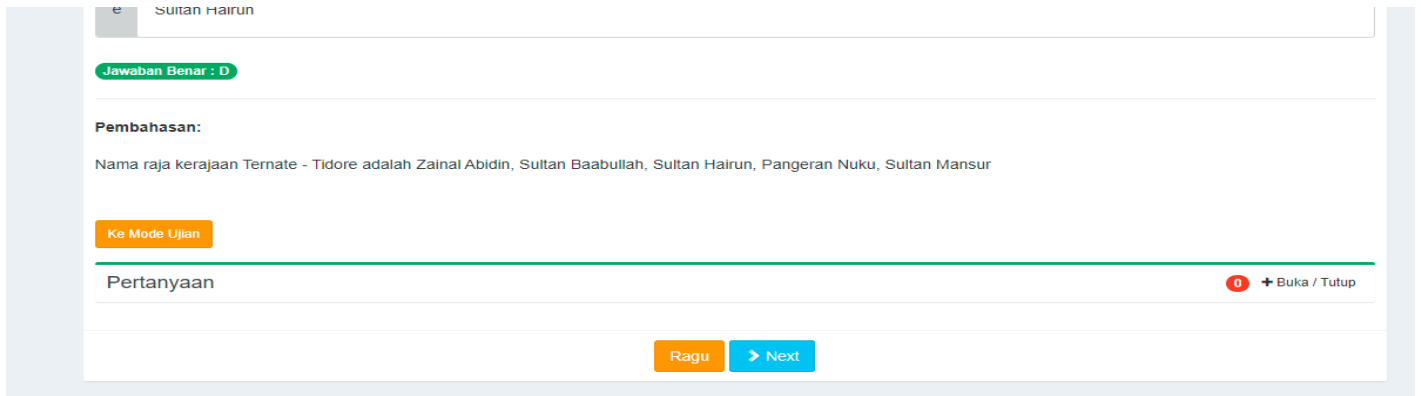 e Sultan Hairun
Jawaban Benar : D
Pembahasan:
Nama raja kerajaan Ternate - Tidore adalah Zainal Abidin, Sultan Baabullah, Sultan Hairun, Pangeran Nuku, Sultan Mansur
Ke Mode Ujian
Pertanyaan 0 + Buka / Tutup
Ragu > Next